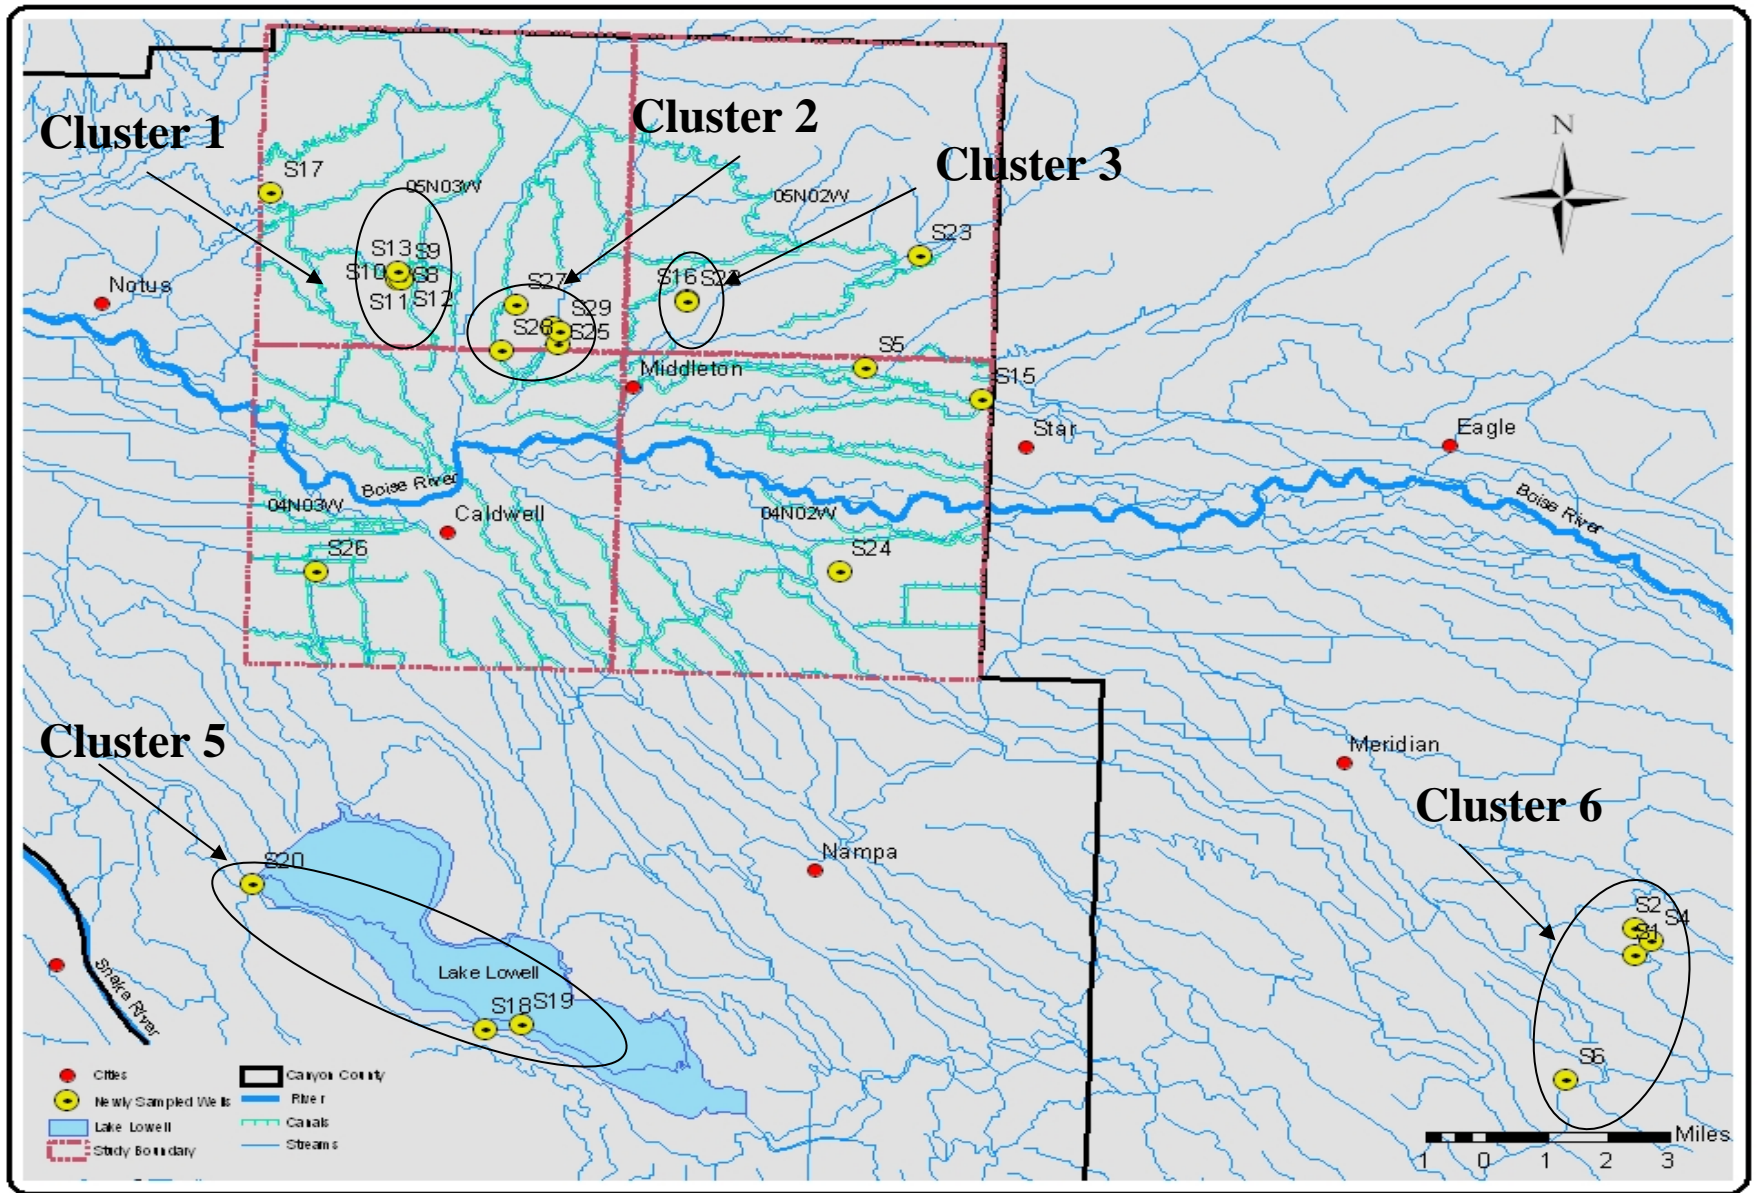 N
Cluster 1
Cluster 2
Cluster 3
S17
05N03W
05N02W
S23
S13 S9
S10 S8
S11 S12
Notus
S27
S29
S25
S16
S5
Middleton
S15
Star
Eagle
Boise River
Boise River
04N03W
Caldwell
04N02W
S26
S24
Cluster 5
Meridian
Cluster 6
Nampa
S20
S2
S4
S1
Lake Lowell
S18 S19
Snake River
S6
Cities
Newly Sampled Wells
Lake Lowell
Study Boundary
Canyon County
River
Canals
Streams
Miles
1 0 1 2 3